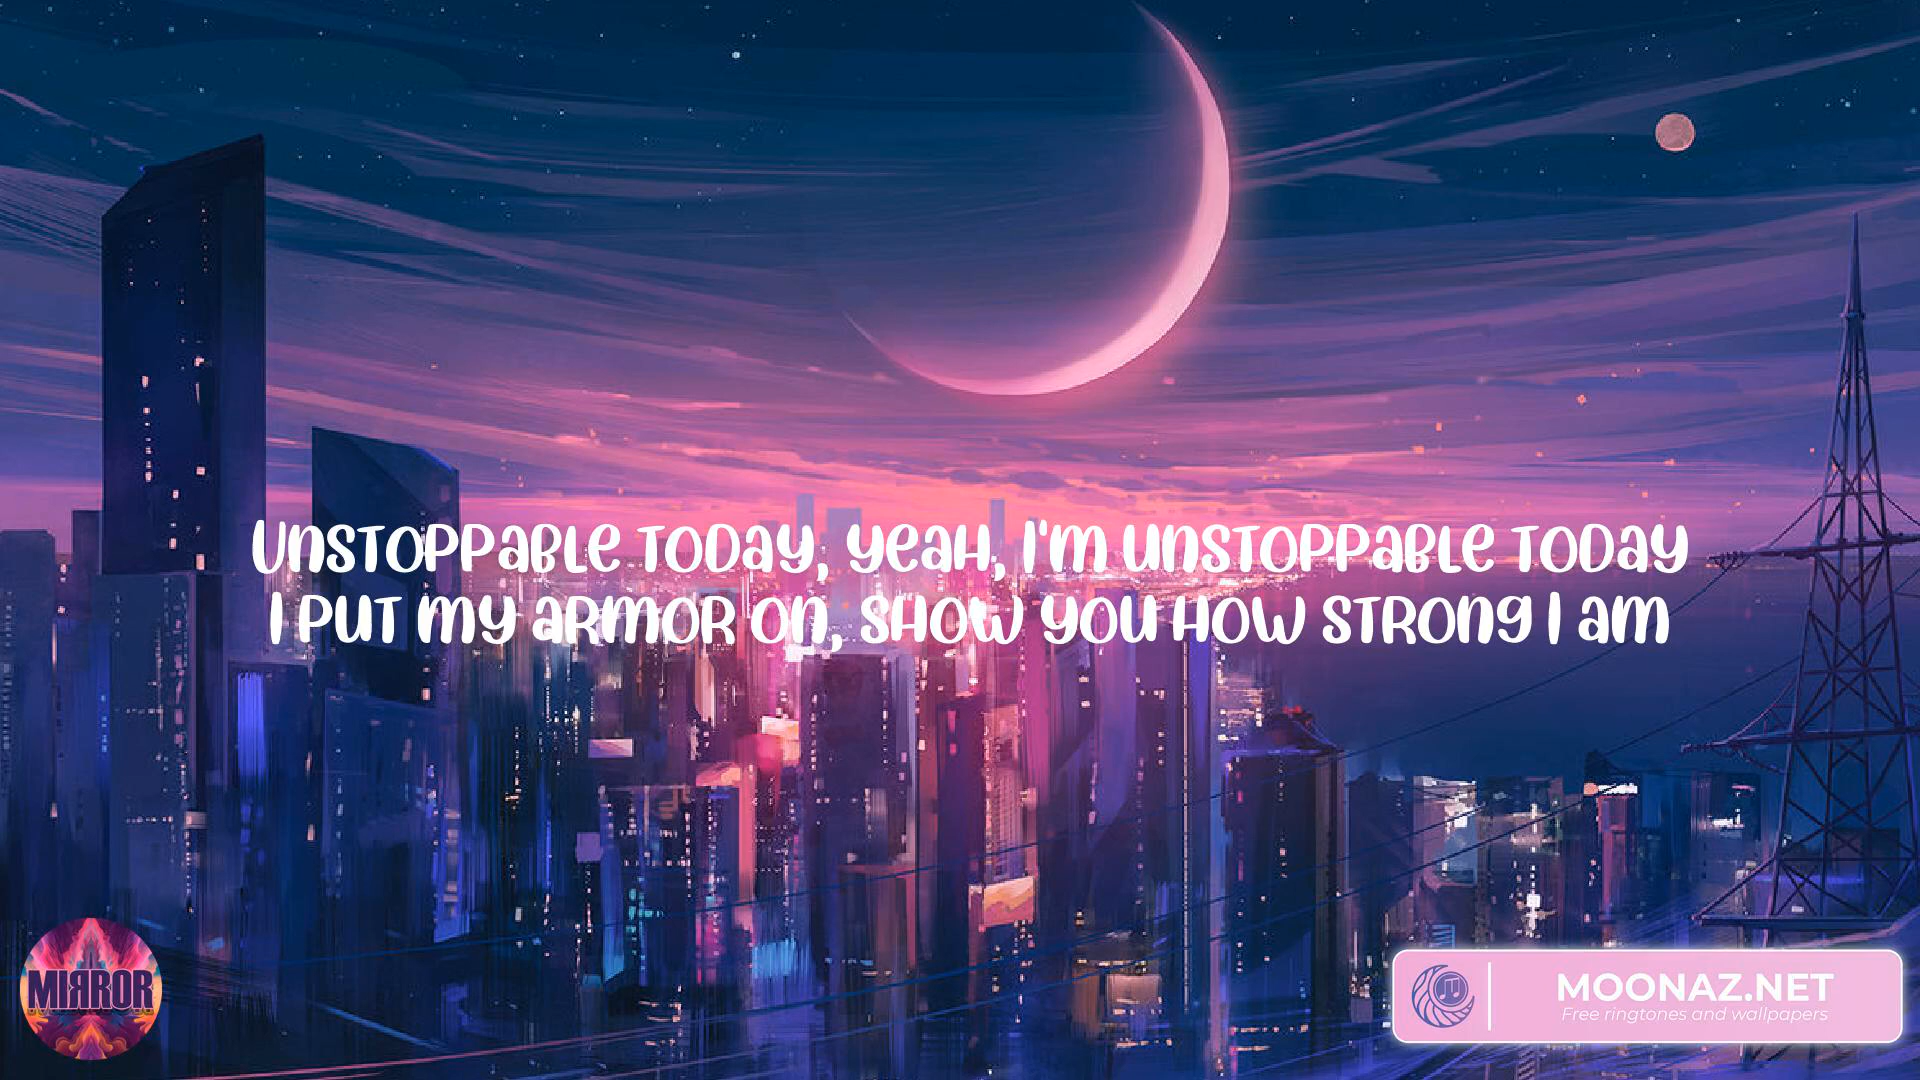 Unstoppable today, yeah, I'm unstoppable today
I put my armor on, show you how strong I am
MIRROR
MOONAZ.NET
Free ringtones and wallpapers